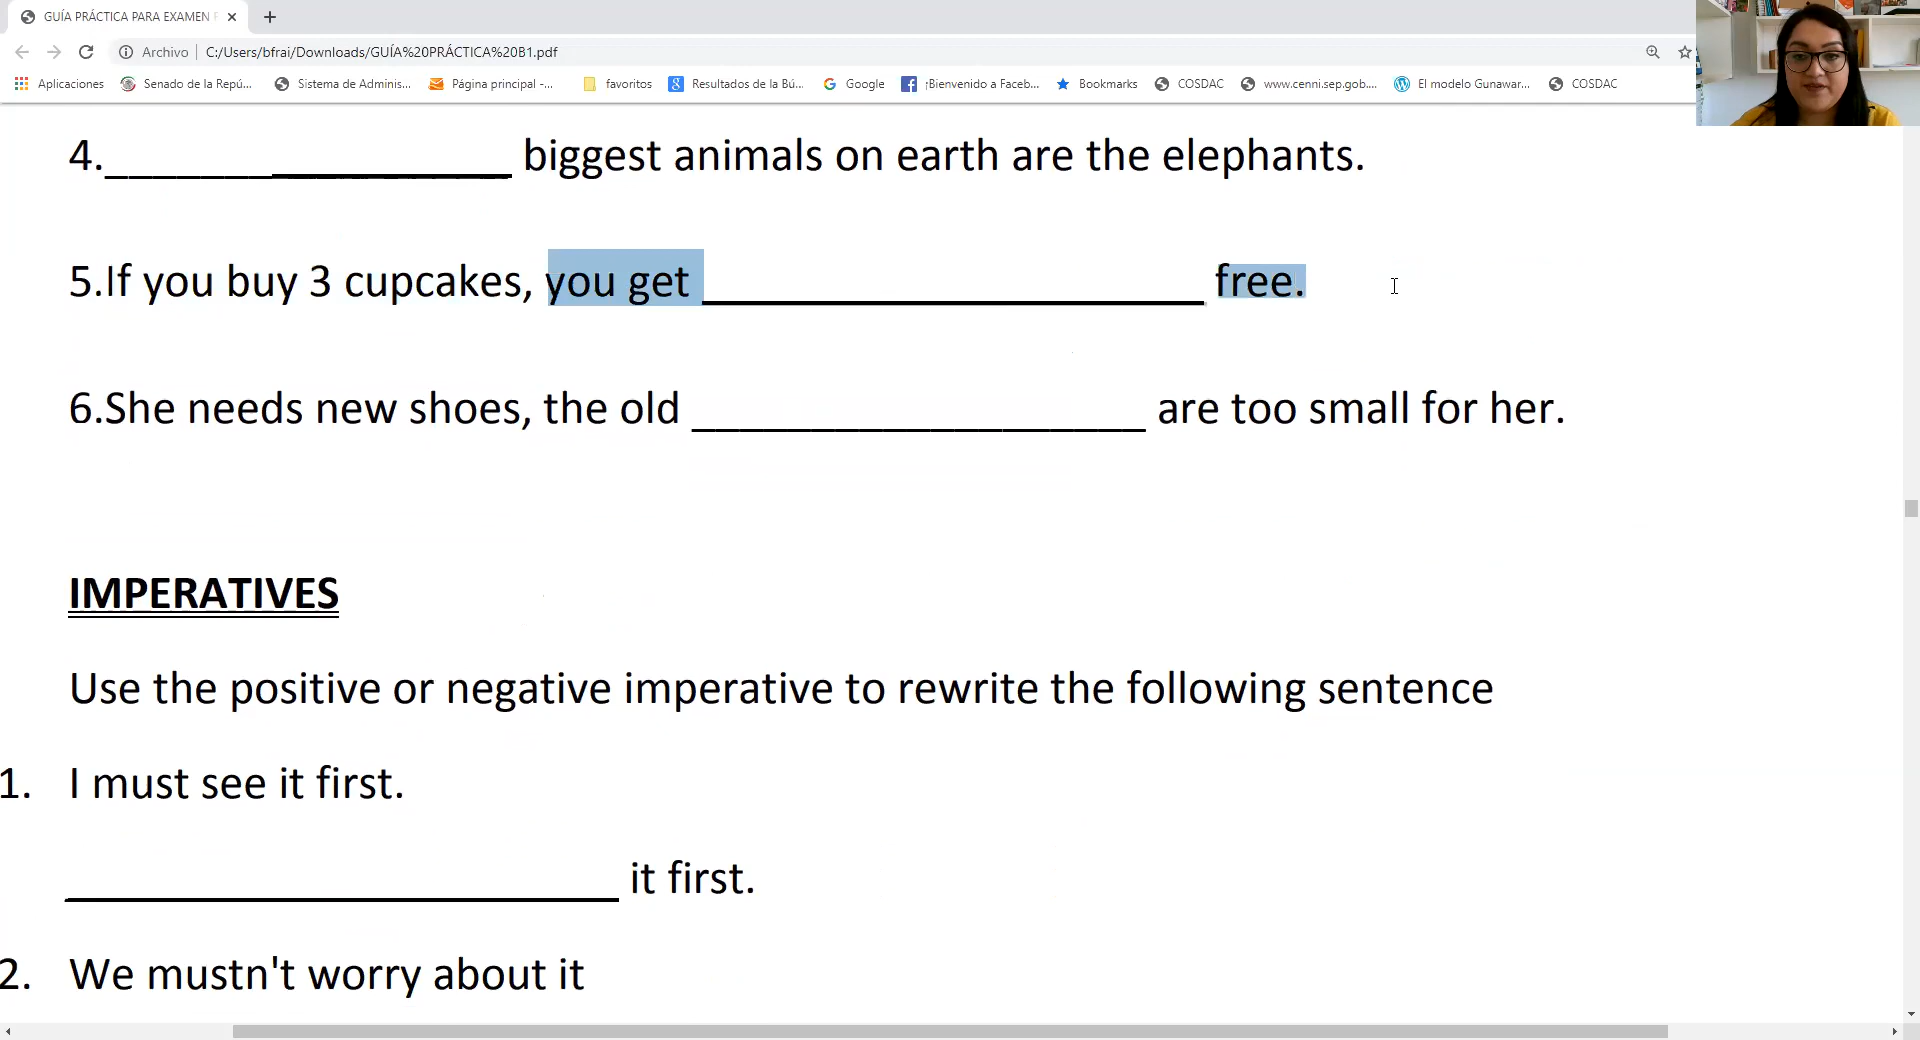 GUÍA PRÁCTICA PARA EXAMEN
Archivo C:/Users/bfrai/Downloads/GUÍA%20PRÁCTICA%20B1.pdf
Aplicaciones Senado de la Repú... Sistema de Adminis... Página principal -... favoritos Resultados de la Bú... Google ¡Bienvenido a Faceb... Bookmarks COSDAC www.cenni.sep.gob.... El modelo Gunawar... COSDAC
4.__________________ biggest animals on earth are the elephants.
5.If you buy 3 cupcakes, you get _____________________ free.
6.She needs new shoes, the old ___________________ are too small for her.
IMPERATIVES
Use the positive or negative imperative to rewrite the following sentence
1. I must see it first.
_______________________ it first.
2. We mustn't worry about it